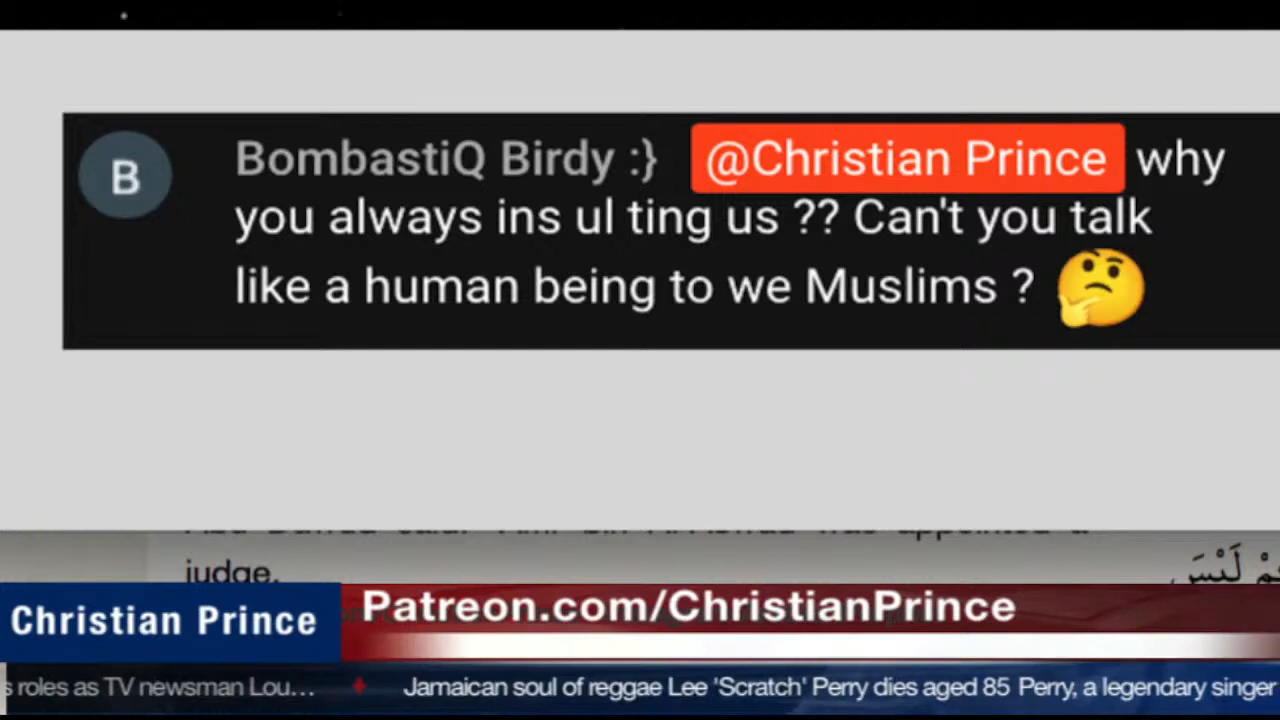 B
BombastiQ Birdy :} @Christian Prince why
you always ins ul ting us ?? Can't you talk
like a human being to we Muslims ? 🤔
judge.
لَيْسَ
Patreon.com/ChristianPrince
Christian Prince
s roles as TV newsman Lou... ♦ Jamaican soul of reggae Lee 'Scratch' Perry dies aged 85 Perry, a legendary singer